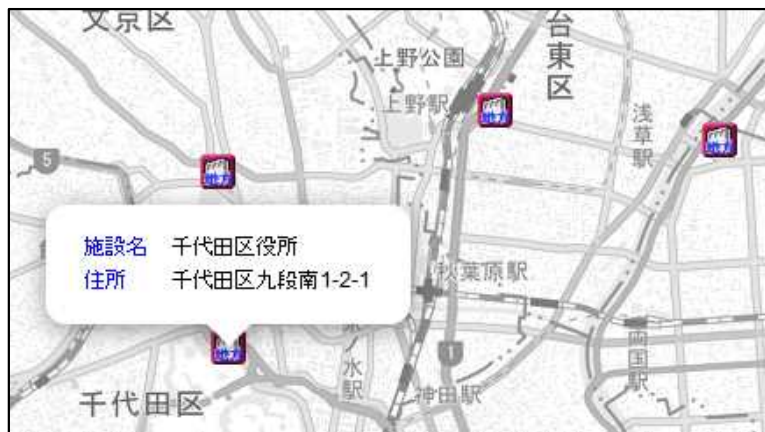 文京区
上野公園
上野駅
台東区
浅草駅
5
施設名 千代田区役所
住所 千代田区九段南1-2-1
秋葉原駅
ノ水駅
両国駅
1
神田駅
千代田区